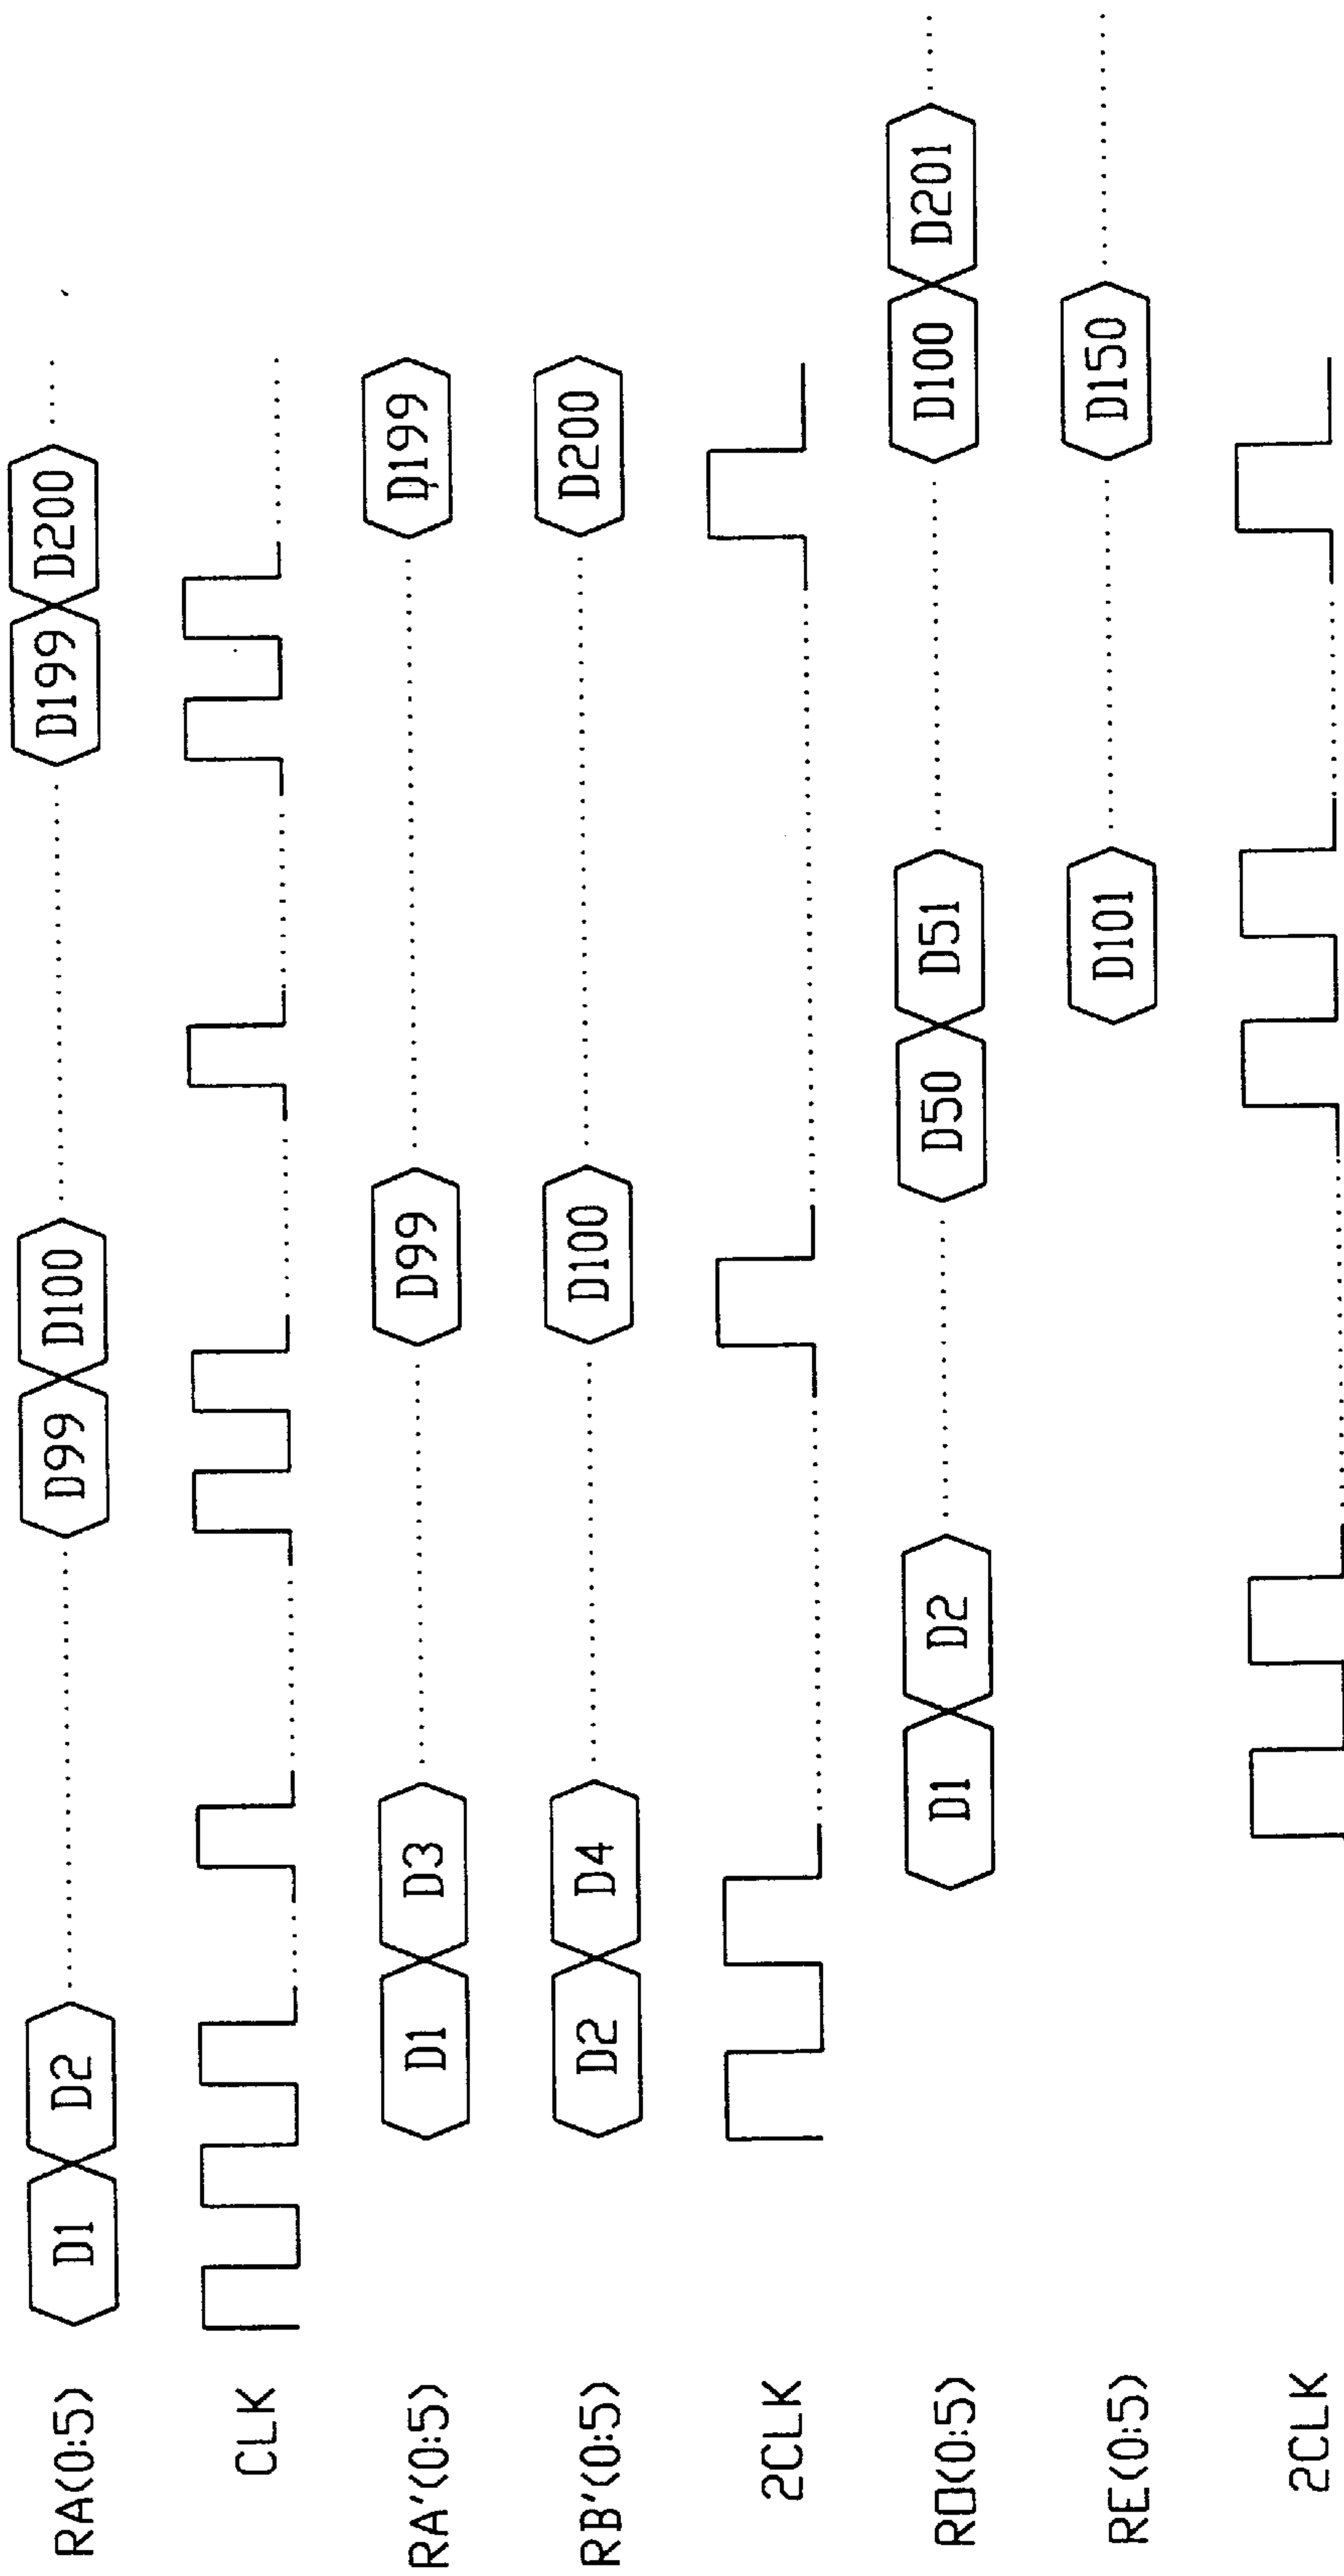 RA(0:5) D1 D2 D99 D100 D199 D200
CLK
RA'(0:5) D1 D3 D99 D199
RB'(0:5) D2 D4 D100 D200
2CLK
RD(0:5) D1 D2 D50 D51 D100 D201
RE(0:5) D101 D150
2CLK